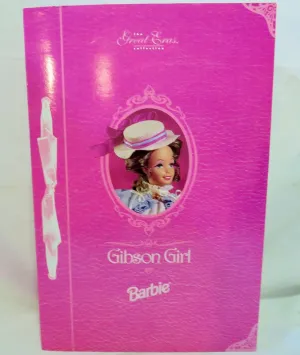 the
Great Eras
collection
Gibson Girl
Barbie